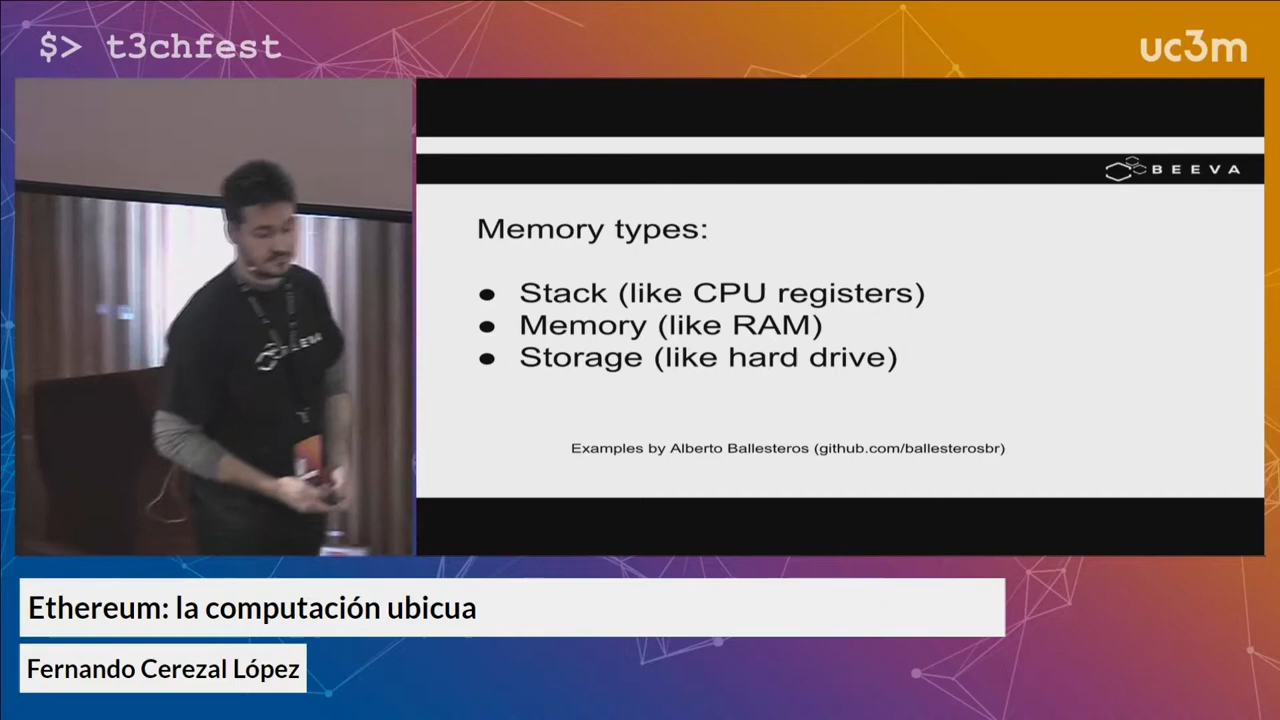 $> t3chfest
uc3m
BEEVA
Memory types:
● Stack (like CPU registers)
● Memory (like RAM)
● Storage (like hard drive)
Examples by Alberto Ballesteros (github.com/ballesterosbr)
Ethereum: la computación ubicua
Fernando Cerezal López